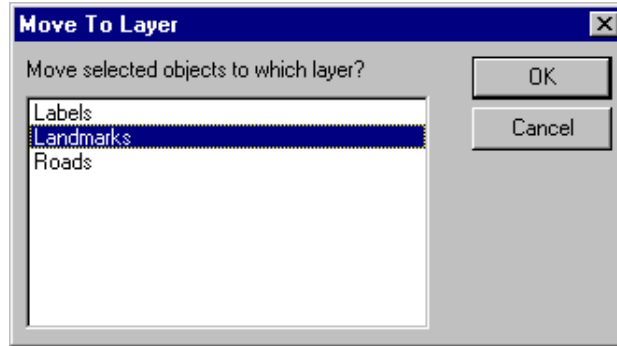 Move To Layer
Move selected objects to which layer?
OK
Labels
Cancel
Landmarks
Roads